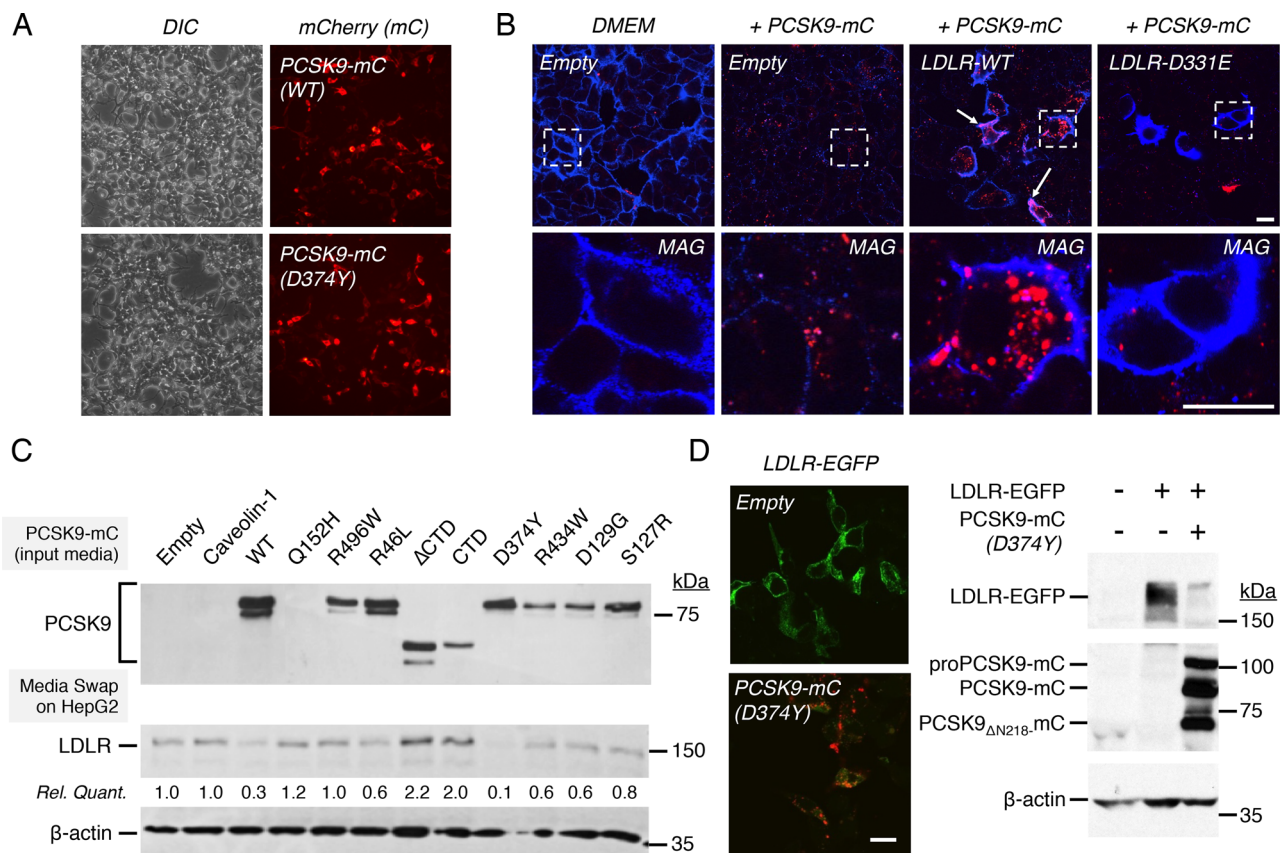 A
DIC
mCherry (mC)
PCSK9-mC
(WT)
PCSK9-mC
(D374Y)
B
DMEM
+ PCSK9-mC
+ PCSK9-mC
+ PCSK9-mC
Empty
Empty
LDLR-WT
LDLR-D331E
MAG
MAG
MAG
MAG
C
PCSK9-mC
(input media)
Empty
Caveolin-1
WT
Q152H
R496W
R46L
ΔCTD
CTD
D374Y
R434W
D129G
S127R
kDa
PCSK9
75
Media Swap
on HepG2
LDLR
150
Rel. Quant. 1.0 1.0 0.3 1.2 1.0 0.6 2.2 2.0 0.1 0.6 0.6 0.8
β-actin
35
D
LDLR-EGFP
Empty
PCSK9-mC
(D374Y)
LDLR-EGFP - + +
PCSK9-mC
(D374Y) - - +
LDLR-EGFP
kDa
150
proPCSK9-mC
100
PCSK9-mC
75
PCSK9ΔN218-mC
β-actin
35